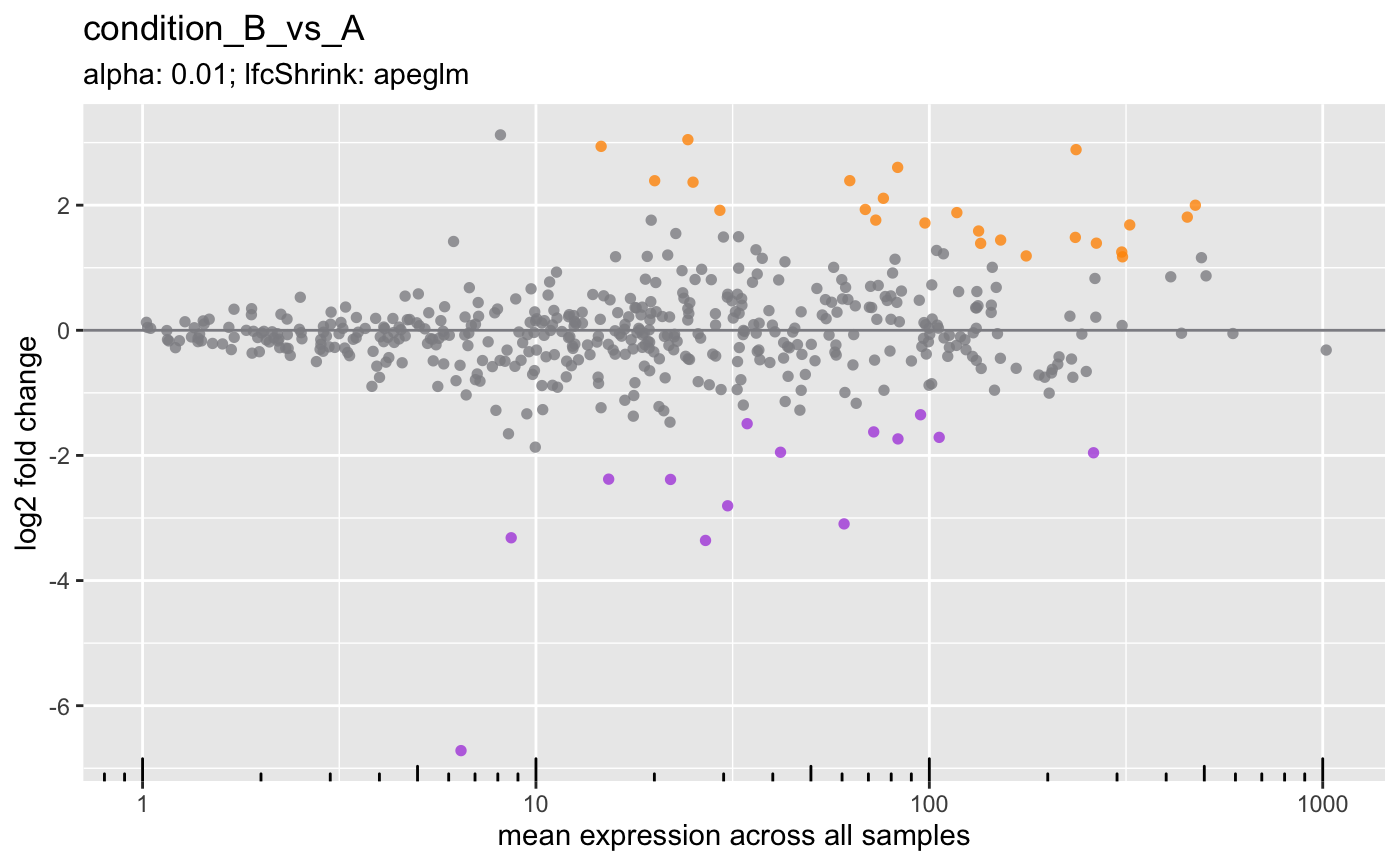 condition_B_vs_A
alpha: 0.01; lfcShrink: apeglm
log2 fold change
2
0
-2
-4
-6
1 10 100 1000
mean expression across all samples